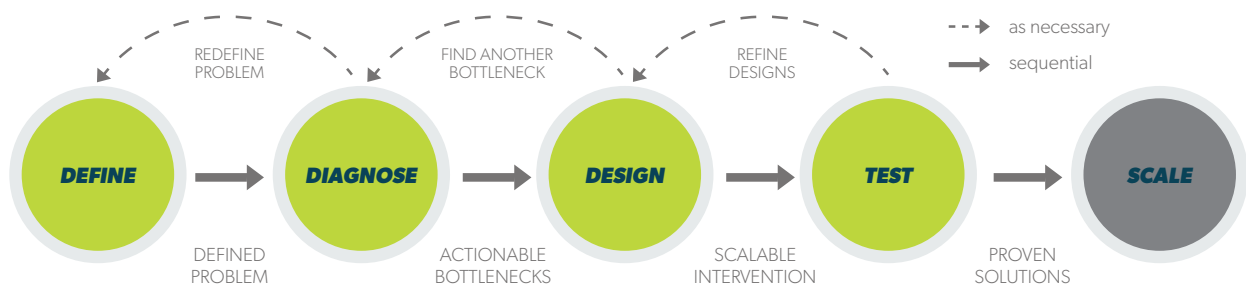 REDEFINE
PROBLEM
FIND ANOTHER
BOTTLENECK
REFINE
DESIGNS
as necessary
sequential
DEFINE
DIAGNOSE
DESIGN
TEST
SCALE
DEFINED
PROBLEM
ACTIONABLE
BOTTLENECKS
SCALABLE
INTERVENTION
PROVEN
SOLUTIONS